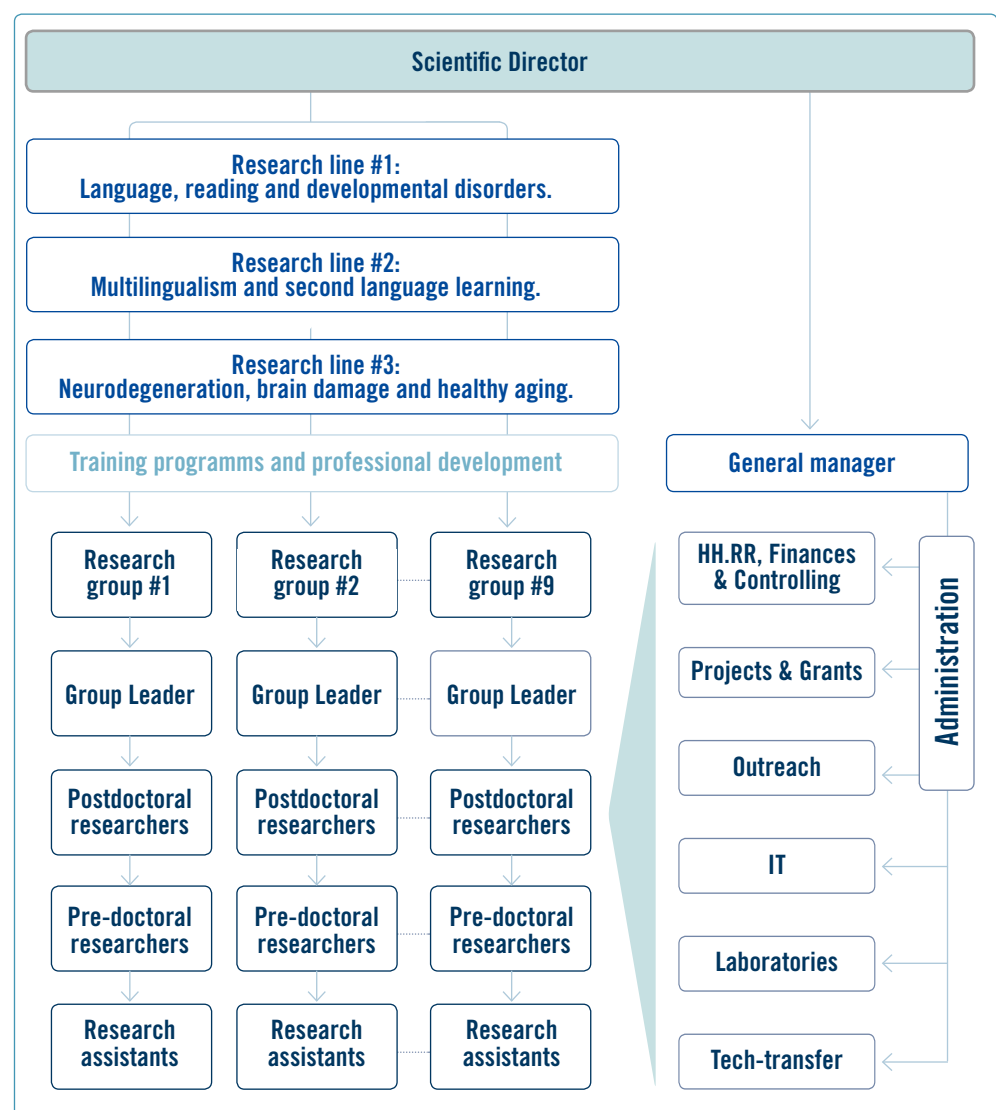 Scientific Director
Research line #1:
Language, reading and developmental disorders.
Research line #2:
Multilingualism and second language learning.
Research line #3:
Neurodegeneration, brain damage and healthy aging.
Training programms and professional development
General manager
Research
group #1
Research
group #2
Research
group #9
Group Leader
Group Leader
Group Leader
Postdoctoral
researchers
Postdoctoral
researchers
Postdoctoral
researchers
Pre-doctoral
researchers
Pre-doctoral
researchers
Pre-doctoral
researchers
Research
assistants
Research
assistants
Research
assistants
HH.RR, Finances
& Controlling
Projects & Grants
Outreach
IT
Laboratories
Tech-transfer
Administration